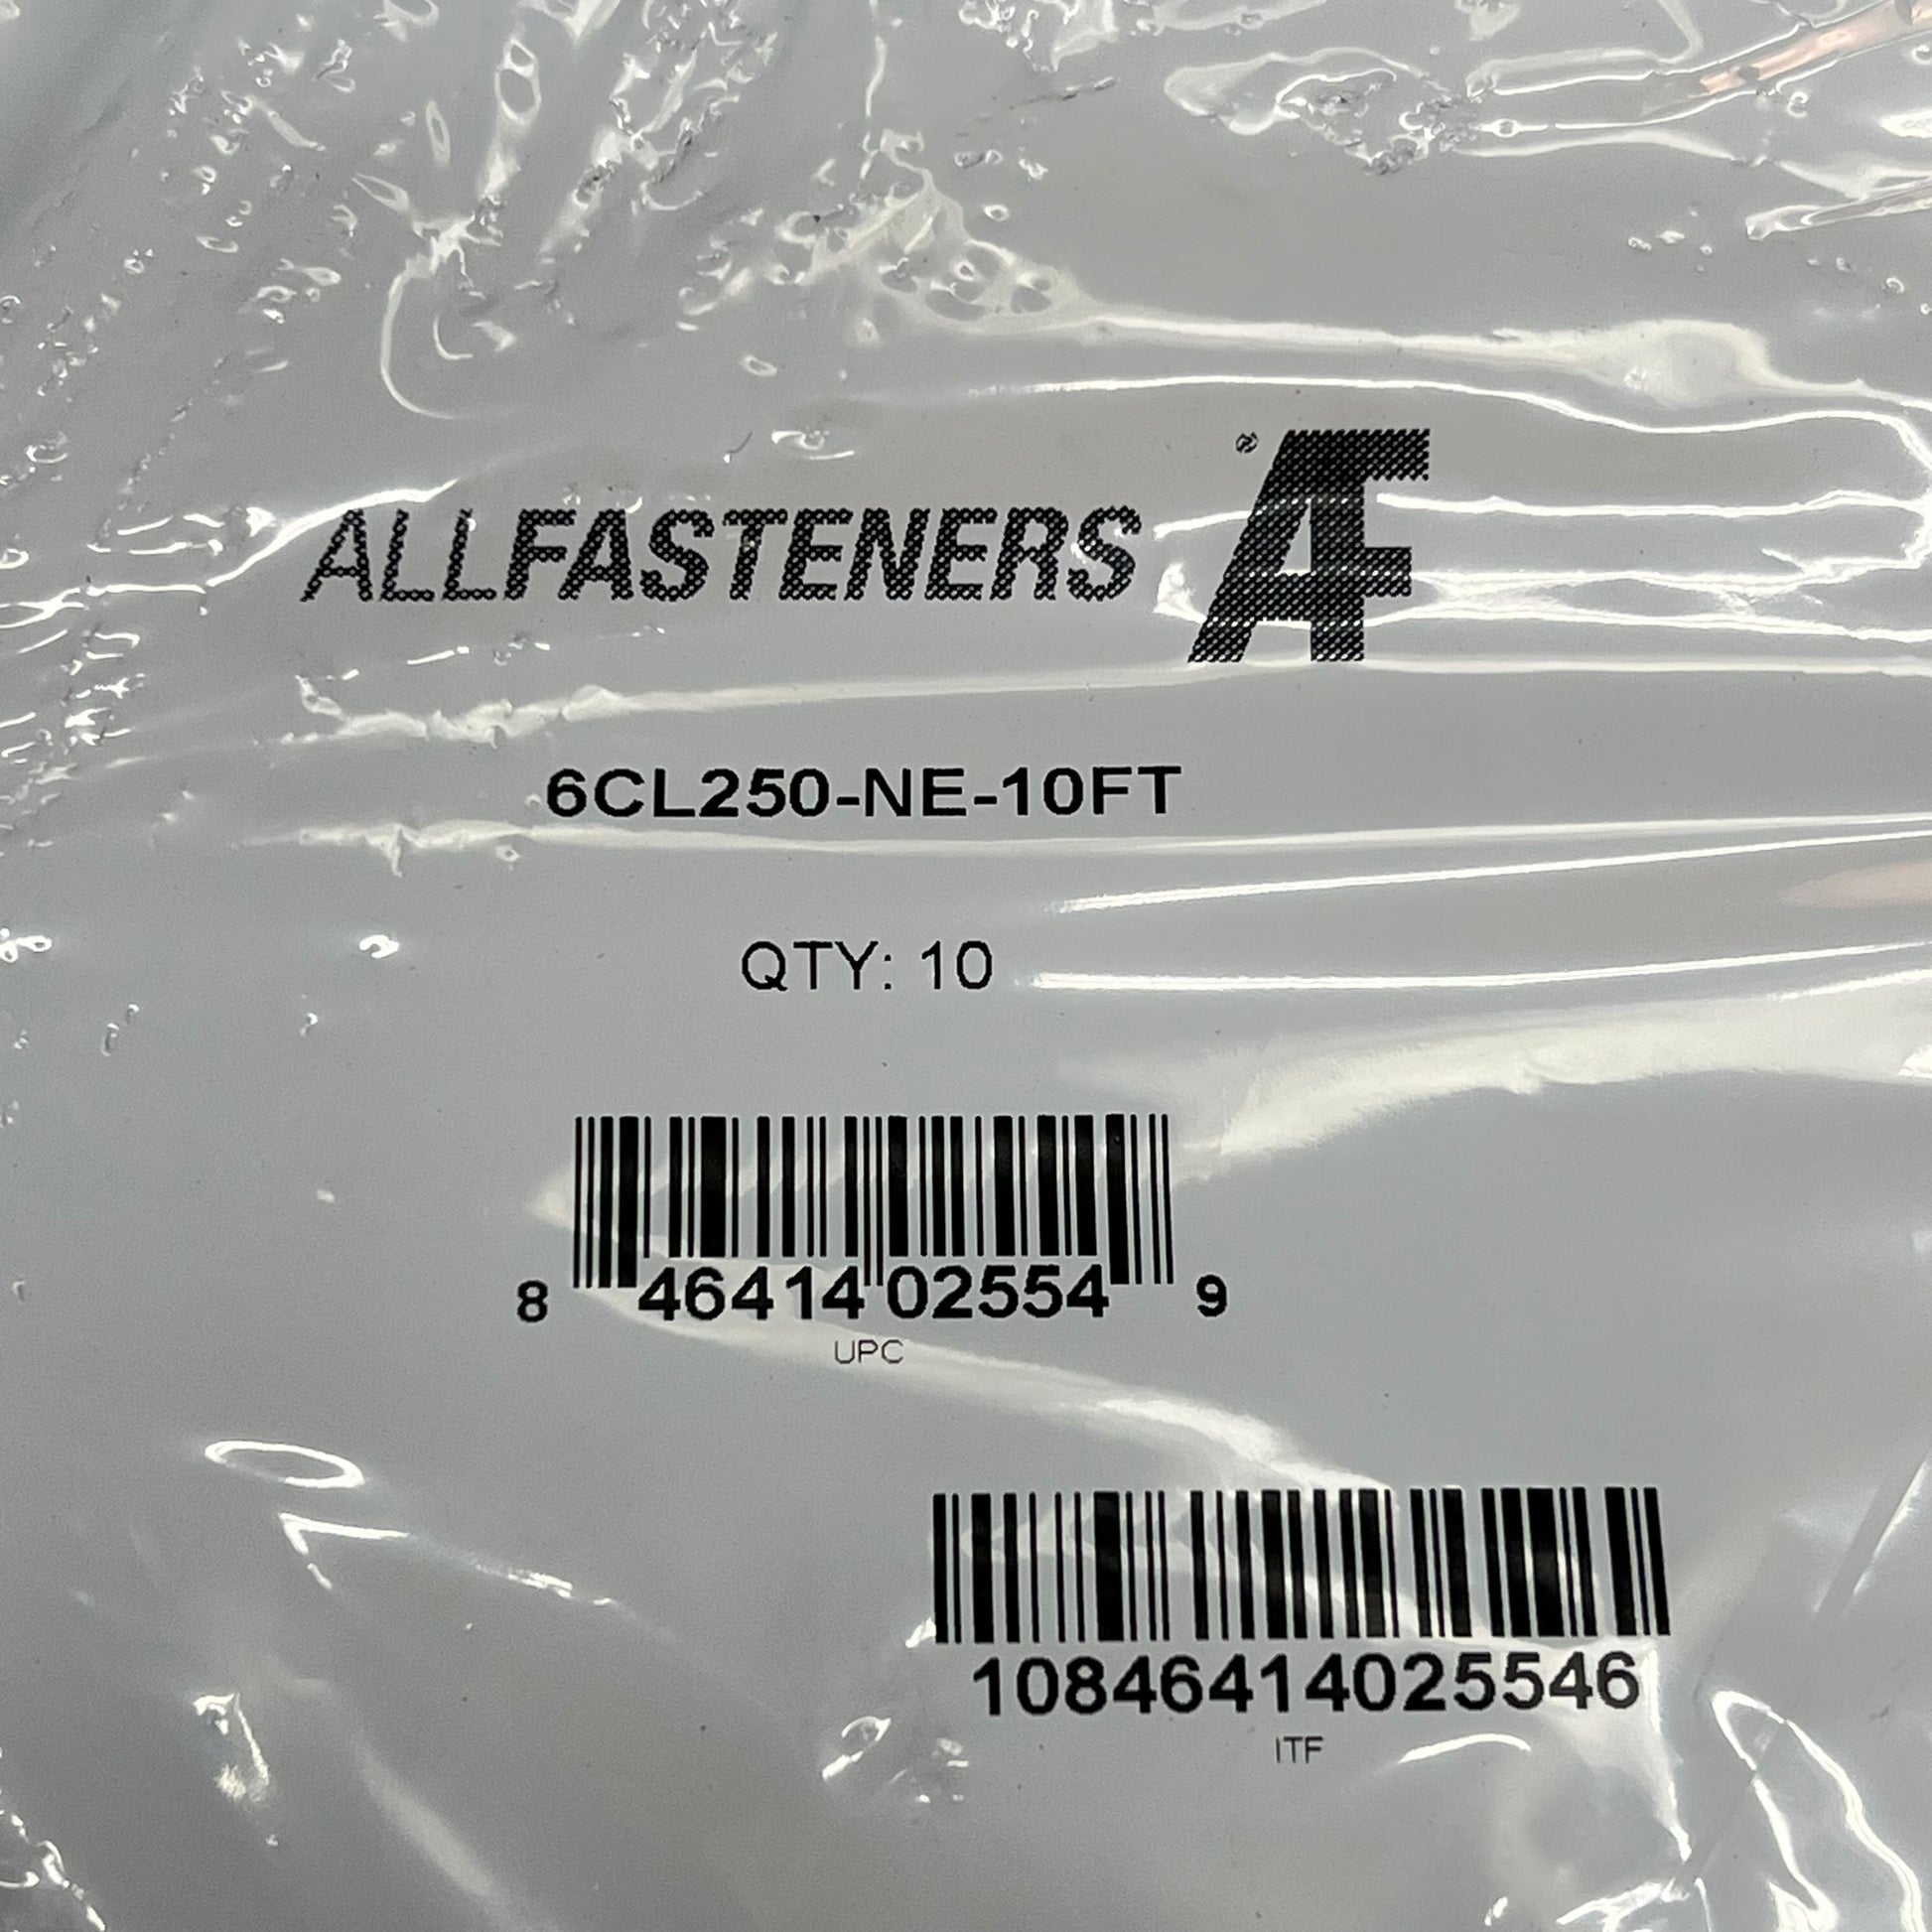 ALLFASTENERS AF®
6CL250-NE-10FT
QTY: 10
8 46414 02554 9
UPC
10846414025546
ITF